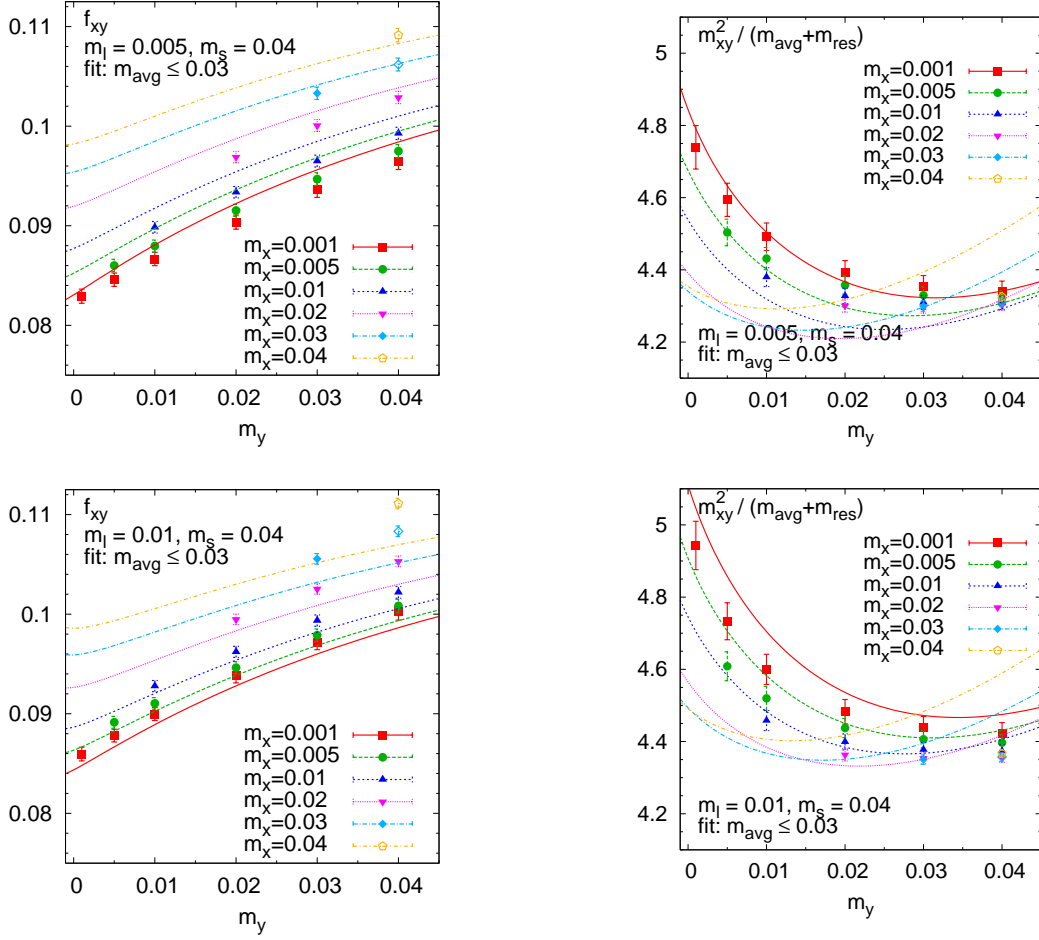 f_xy
m_l = 0.005, m_s = 0.04
fit: m_avg ≤ 0.03
0.11
0.1
0.09
0.08
m_x=0.001
m_x=0.005
m_x=0.01
m_x=0.02
m_x=0.03
m_x=0.04
0 0.01 0.02 0.03 0.04
m_y
m_xy^2 / (m_avg+m_res)
5
4.8
4.6
4.4
4.2
m_x=0.001
m_x=0.005
m_x=0.01
m_x=0.02
m_x=0.03
m_x=0.04
m_l = 0.005, m_s = 0.04
fit: m_avg ≤ 0.03
0 0.01 0.02 0.03 0.04
m_y
f_xy
m_l = 0.01, m_s = 0.04
fit: m_avg ≤ 0.03
0.11
0.1
0.09
0.08
m_x=0.001
m_x=0.005
m_x=0.01
m_x=0.02
m_x=0.03
m_x=0.04
0 0.01 0.02 0.03 0.04
m_y
m_xy^2 / (m_avg+m_res)
5
4.8
4.6
4.4
4.2
m_x=0.001
m_x=0.005
m_x=0.01
m_x=0.02
m_x=0.03
m_x=0.04
m_l = 0.01, m_s = 0.04
fit: m_avg ≤ 0.03
0 0.01 0.02 0.03 0.04
m_y